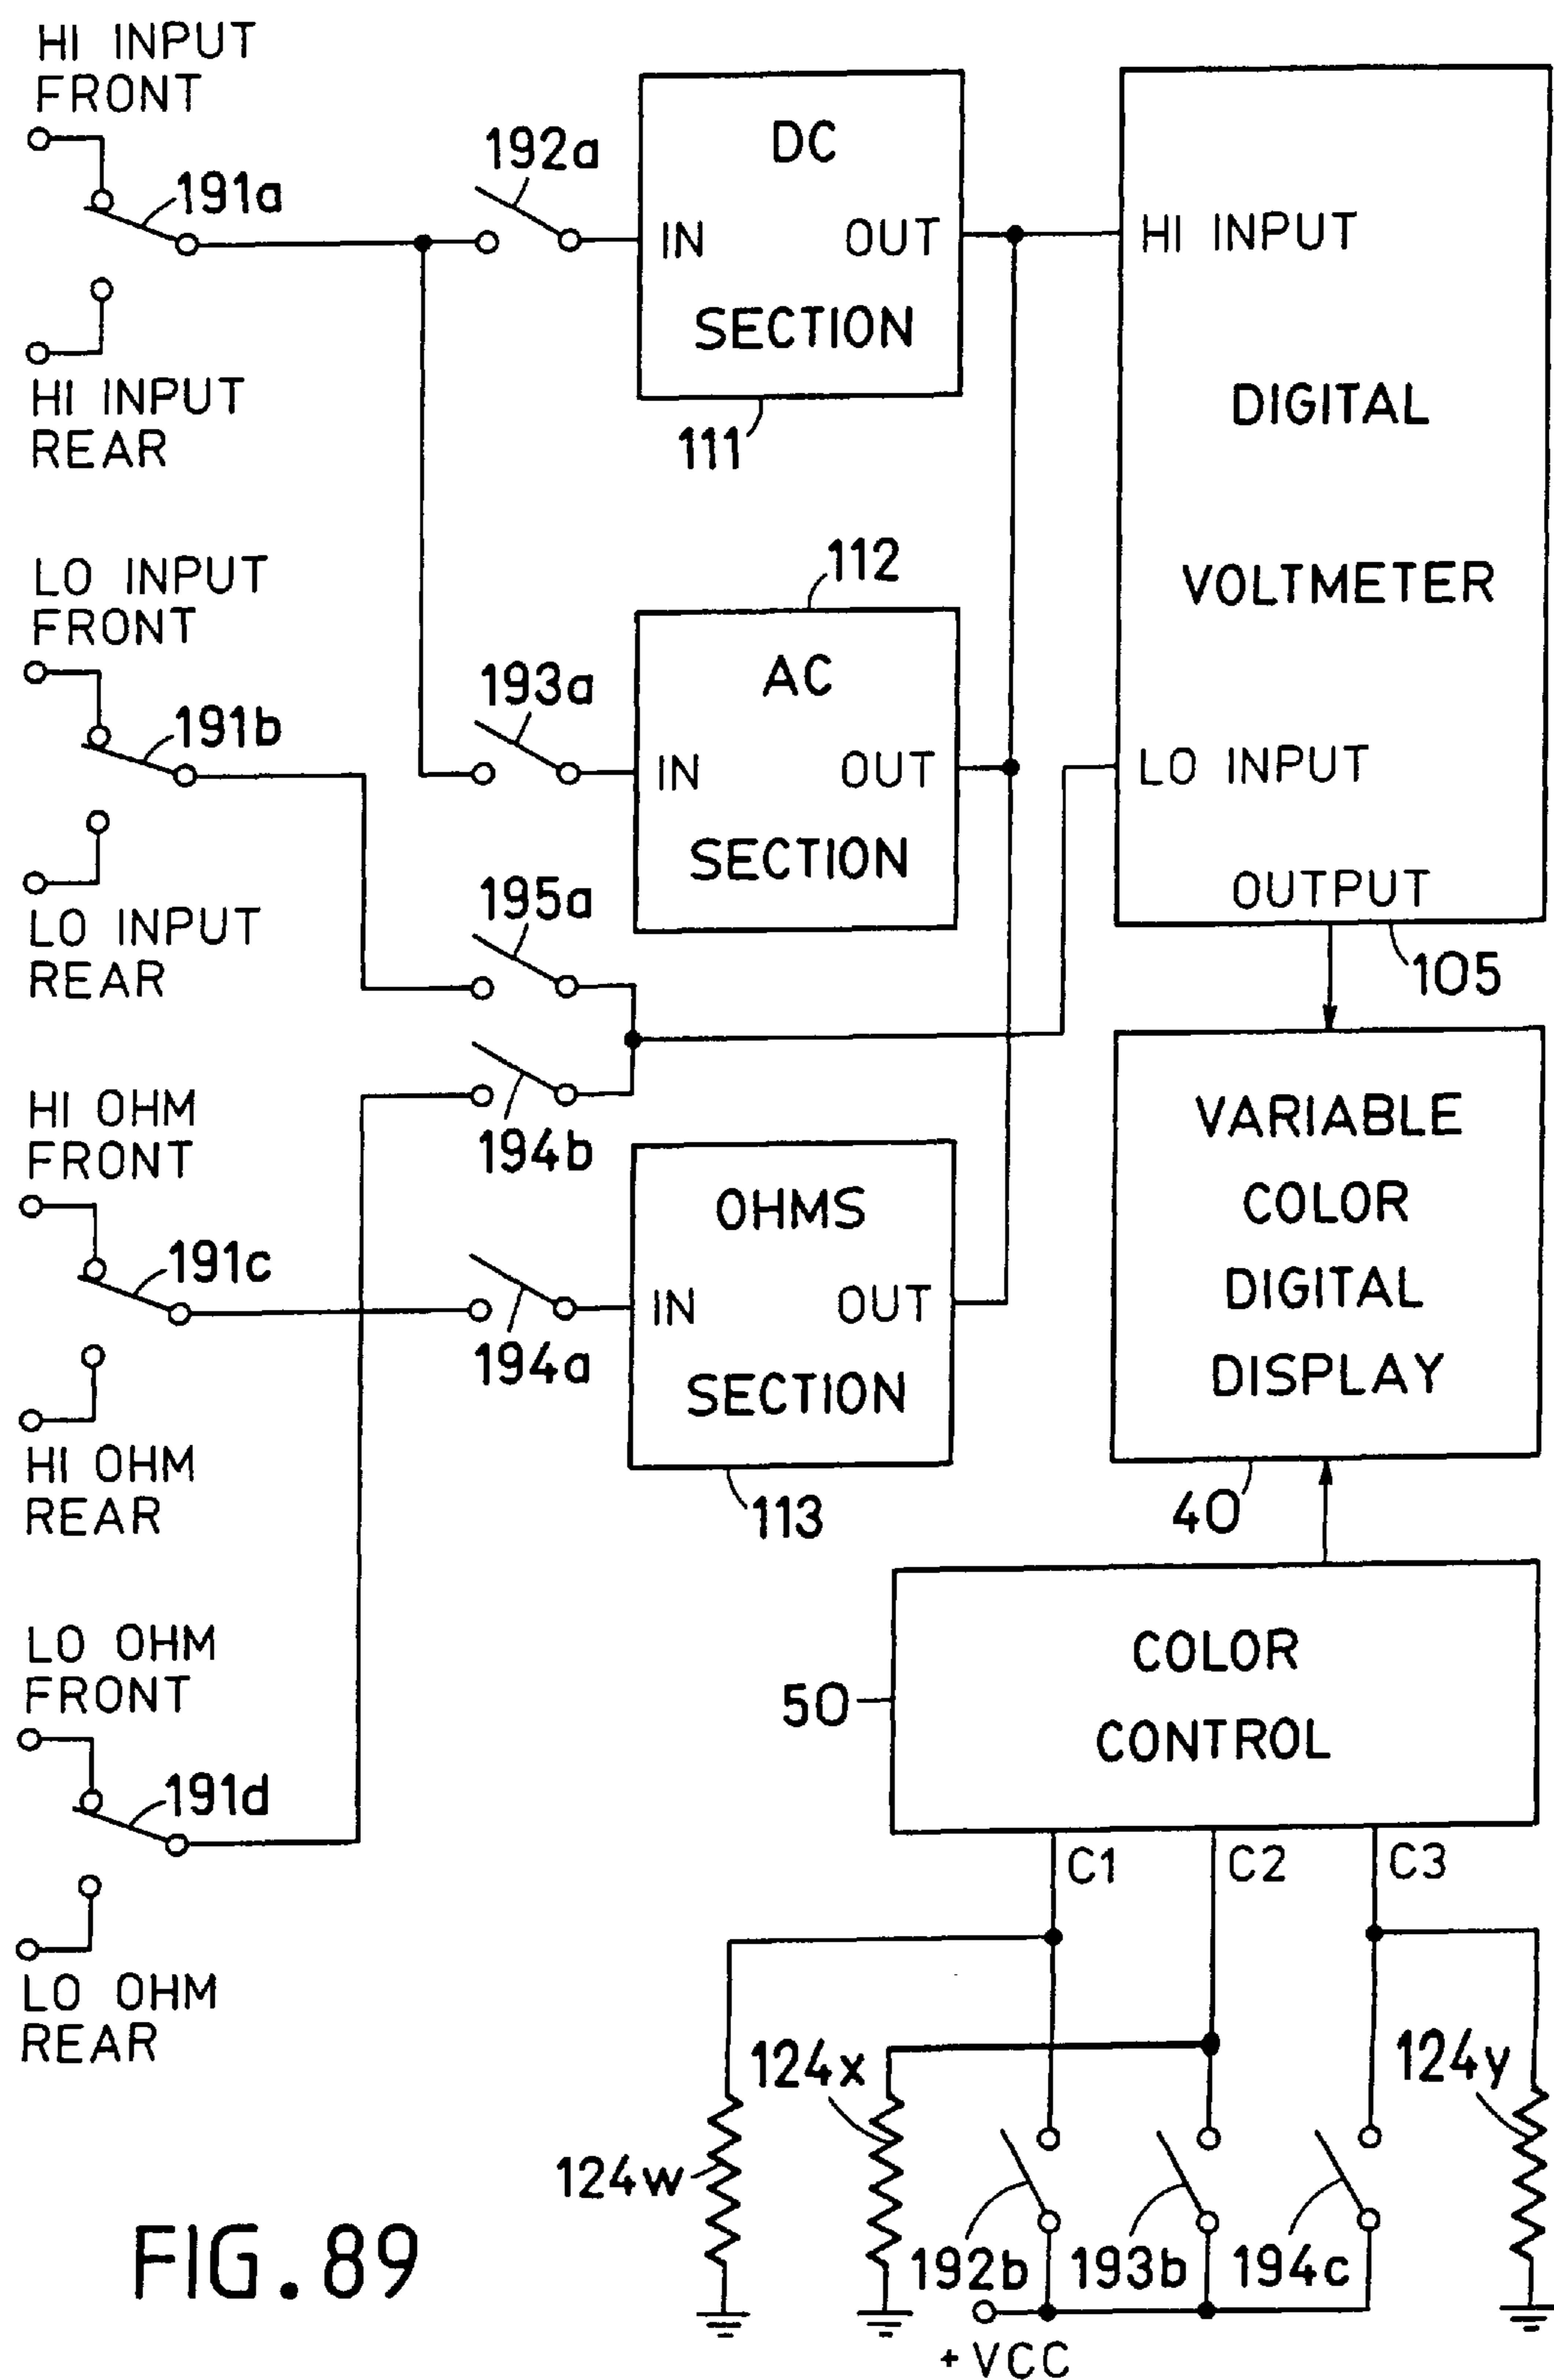 HI INPUT
FRONT
191a
HI INPUT
REAR
192a
DC
IN
OUT
SECTION
111
HI INPUT
DIGITAL
VOLTMETER
LO INPUT
OUTPUT
105
LO INPUT
FRONT
191b
LO INPUT
REAR
112
193a
AC
IN
OUT
SECTION
195a
194b
HI OHM
FRONT
191c
HI OHM
REAR
194a
OHMS
IN
OUT
SECTION
113
VARIABLE
COLOR
DIGITAL
DISPLAY
40
LO OHM
FRONT
191d
LO OHM
REAR
50
COLOR
CONTROL
C1
C2
C3
124w
124x
124y
192b
193b
194c
+VCC
FIG. 89